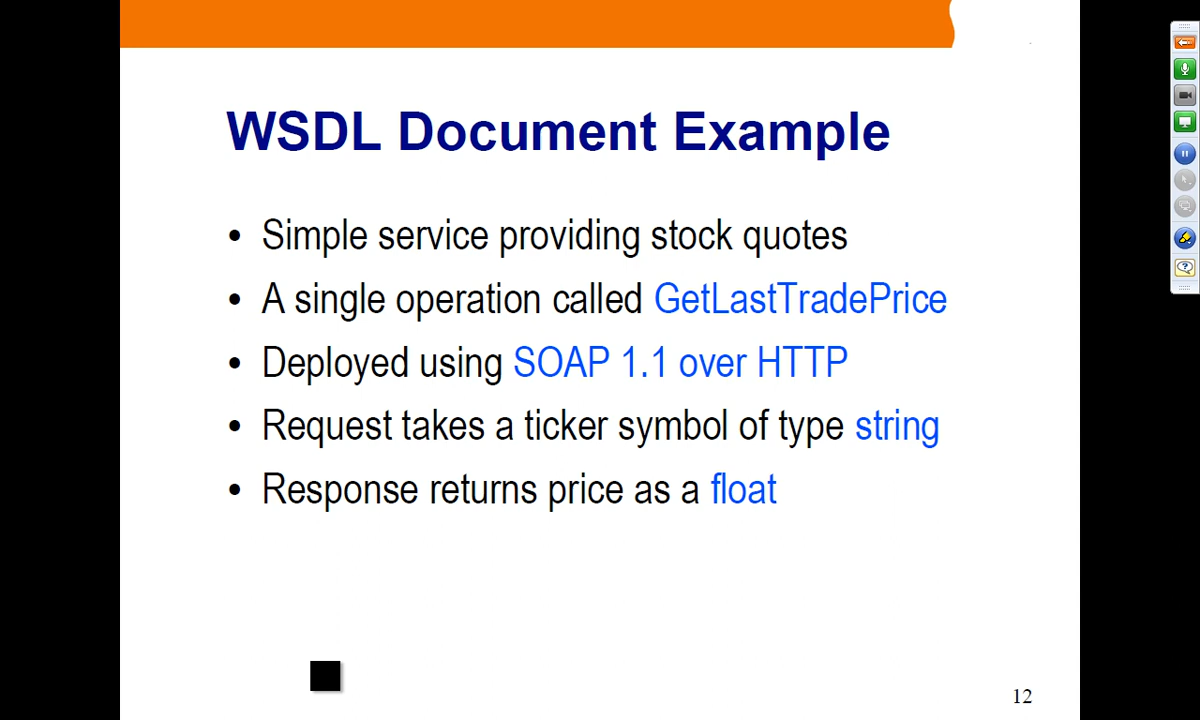 WSDL Document Example
• Simple service providing stock quotes
• A single operation called GetLastTradePrice
• Deployed using SOAP 1.1 over HTTP
• Request takes a ticker symbol of type string
• Response returns price as a float
12